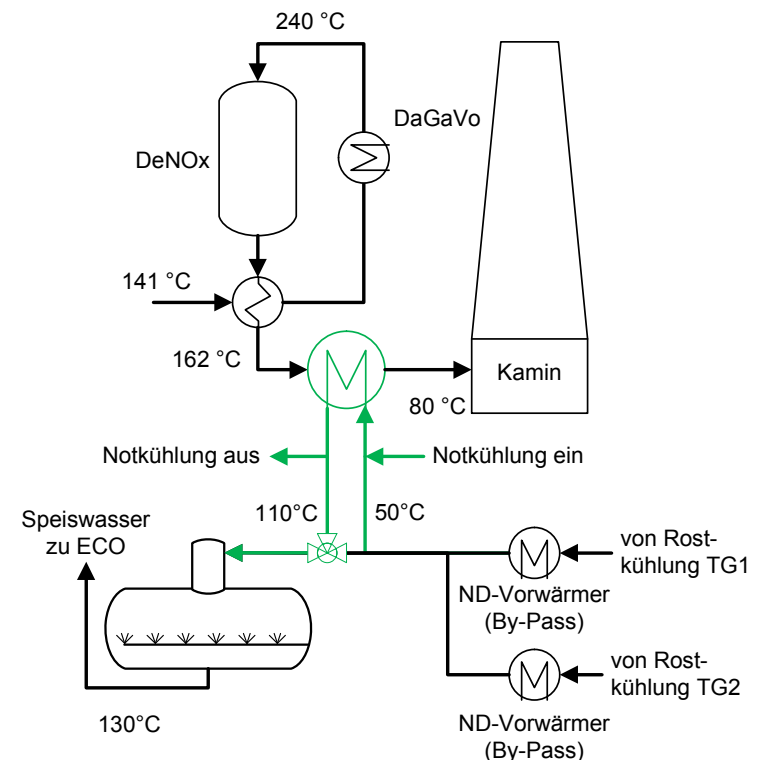 240 °C
DaGaVo
DeNOx
141 °C
162 °C
Kamin
80 °C
Notkühlung aus
Notkühlung ein
110°C
50°C
Speiswasser
zu ECO
von Rost-
kühlung TG1
ND-Vorwärmer
(By-Pass)
von Rost-
kühlung TG2
130°C
ND-Vorwärmer
(By-Pass)